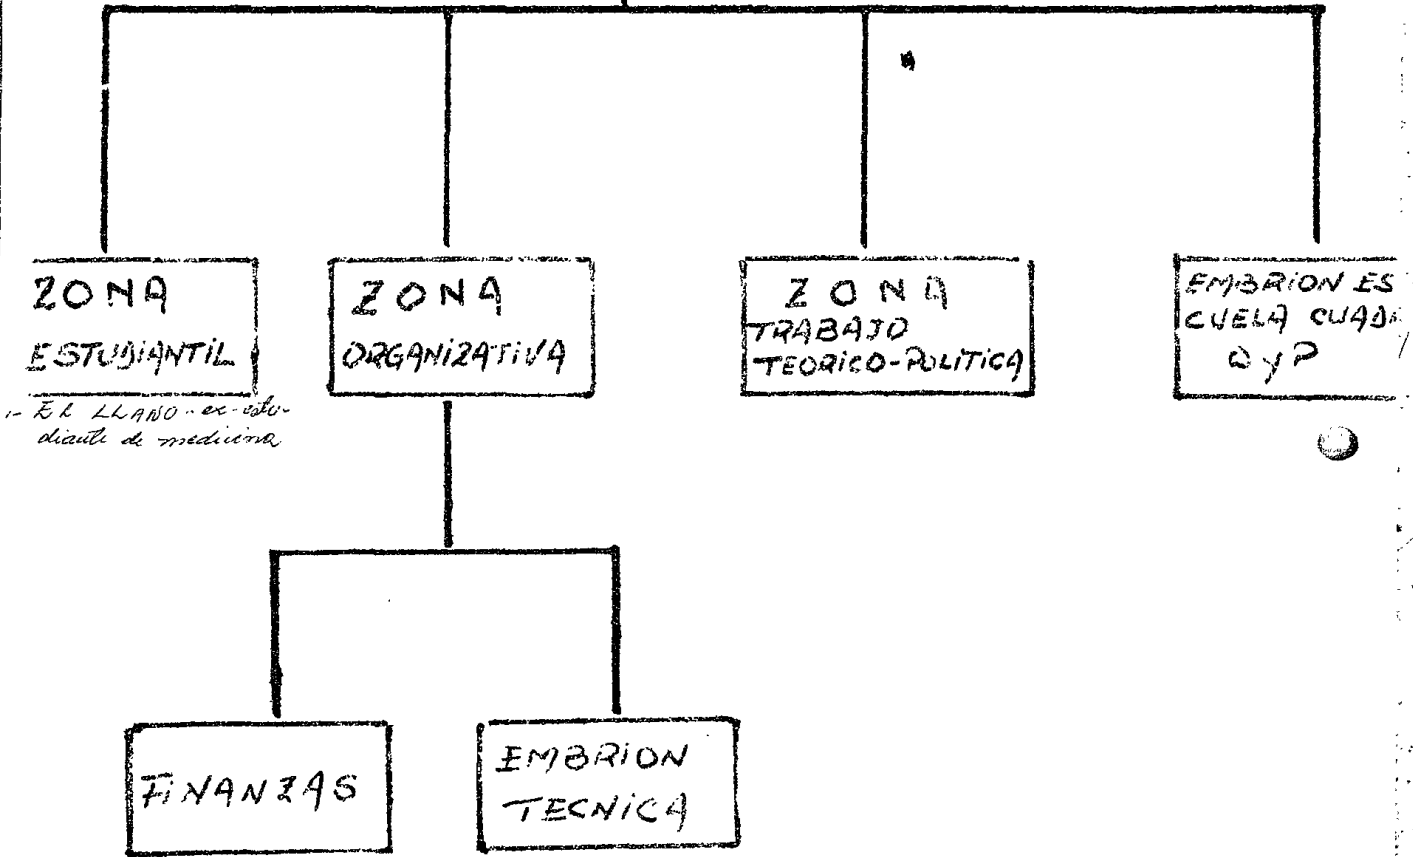 ZONA
ESTUDIANTIL
1- EL LLANO - ex-estu-
diante de medicina
ZONA
ORGANIZATIVA
ZONA
TRABAJO
TEORICO-POLITICA
EMBRION ES
CUELA CUAD
O y P
FINANZAS
EMBRION
TECNICA